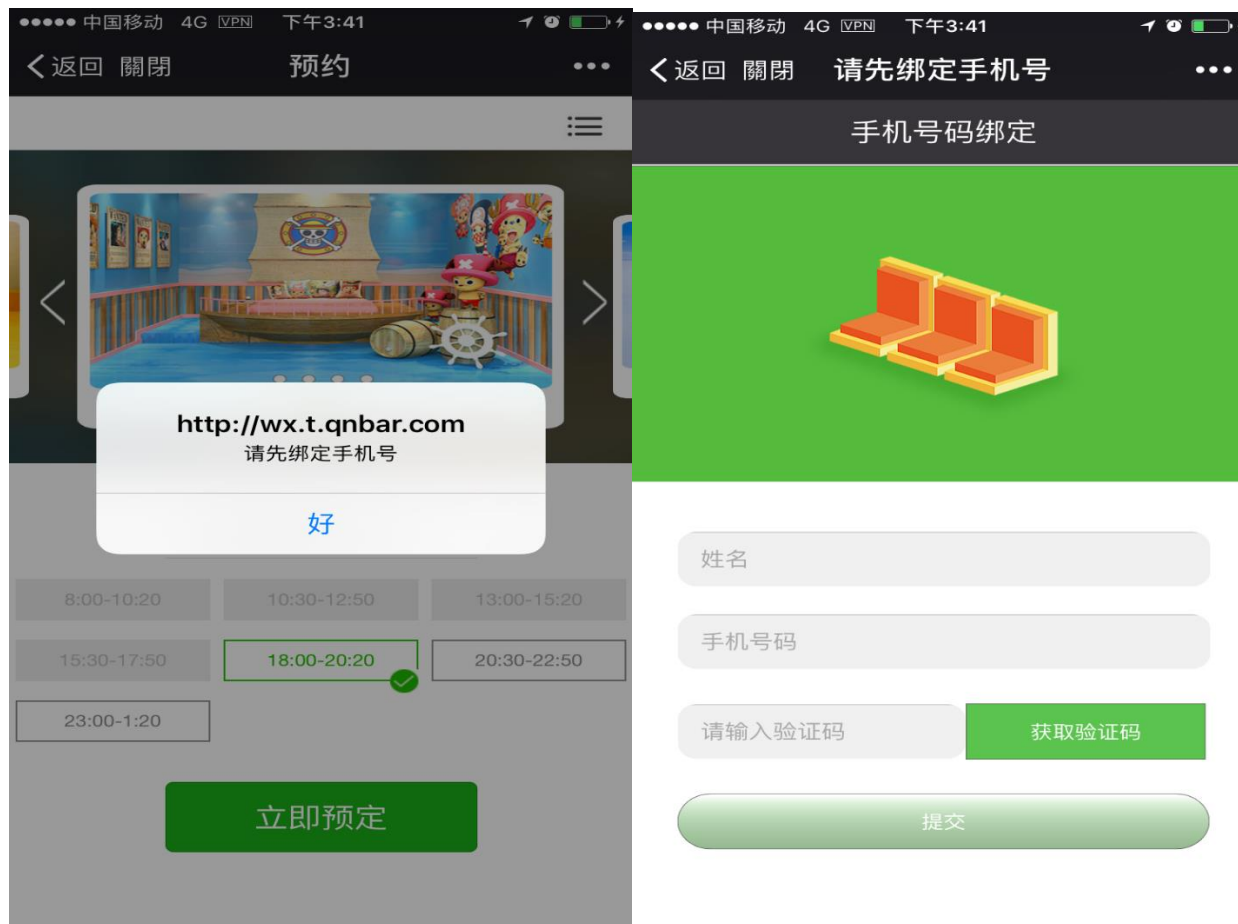 中国移动 4G VPN 下午3:41
返回 關閉 预约
http://wx.t.qnbar.com
请先绑定手机号
好
8:00-10:20 10:30-12:50 13:00-15:20
15:30-17:50 18:00-20:20 20:30-22:50
23:00-1:20
立即预定
中国移动 4G VPN 下午3:41
返回 關閉 请先绑定手机号
手机号码绑定
姓名
手机号码
请输入验证码 获取验证码
提交